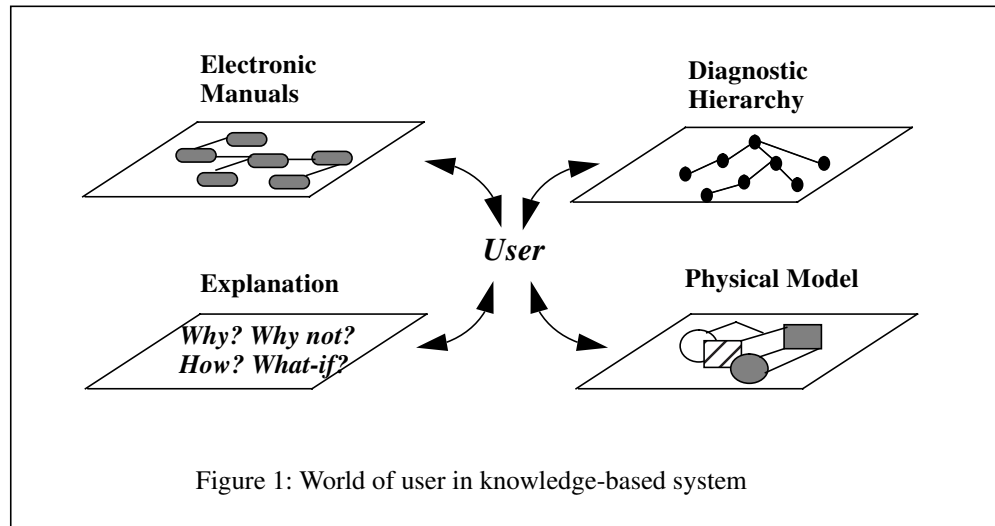 Electronic
Manuals
Diagnostic
Hierarchy
User
Explanation
Why? Why not?
How? What-if?
Physical Model
Figure 1: World of user in knowledge-based system